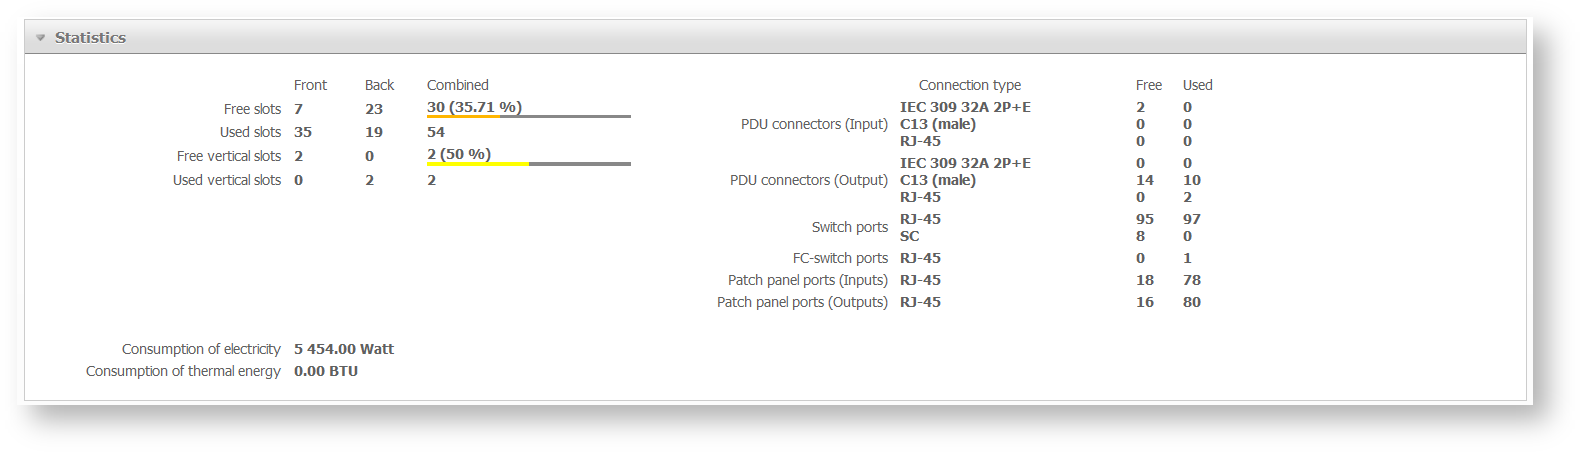 Statistics
Front Back Combined
Free slots 7 23 30 (35.71 %)
Used slots 35 19 54
Free vertical slots 2 0 2 (50 %)
Used vertical slots 0 2 2
Connection type Free Used
PDU connectors (Input) IEC 309 32A 2P+E 2 0
C13 (male) 0 0
RJ-45 0 0
PDU connectors (Output) IEC 309 32A 2P+E 0 0
C13 (male) 14 10
RJ-45 0 2
Switch ports RJ-45 95 97
SC 8 0
FC-switch ports RJ-45 0 1
Patch panel ports (Inputs) RJ-45 18 78
Patch panel ports (Outputs) RJ-45 16 80
Consumption of electricity 5 454.00 Watt
Consumption of thermal energy 0.00 BTU